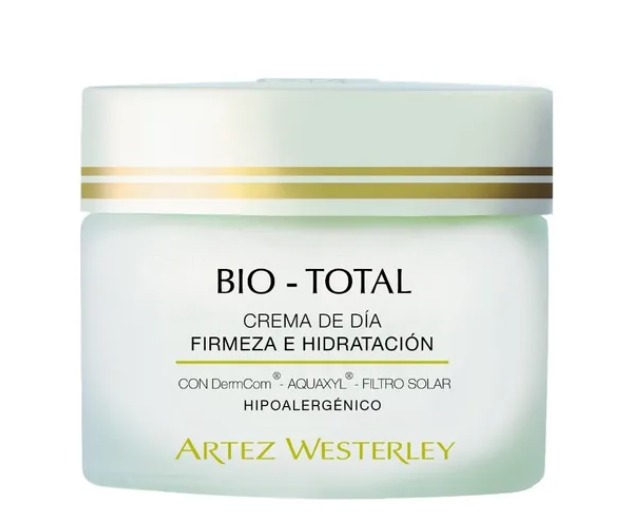 BIO - TOTAL
CREMA DE DÍA
FIRMEZA E HIDRATACIÓN
CON DermCom® - AQUAXYL® - FILTRO SOLAR
HIPOALERGÉNICO
ARTEZ WESTERLEY